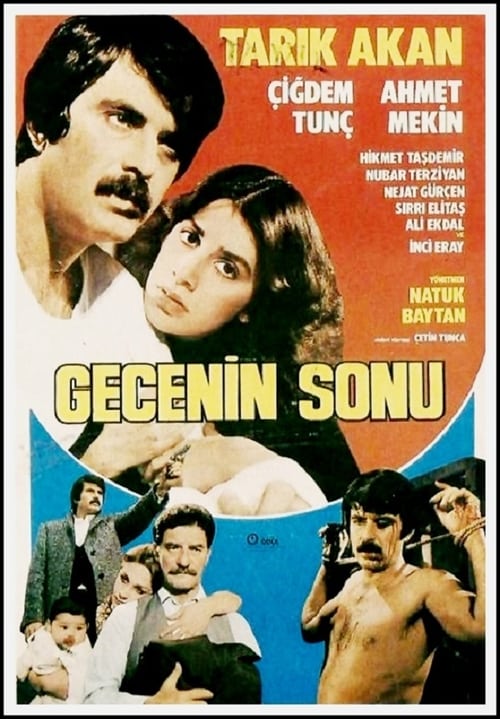 TARIK AKAN
ÇİĞDEM TUNÇ
AHMET MEKİN
HİKMET TAŞDEMİR
NUBAR TERZİYAN
NEJAT GÜRÇEN
SIRRI ELİTAŞ
ALİ EKDAL
VE
İNCİ ERAY
YÖNETMEN
NATUK
BAYTAN
ÇETİN TUNCA
GECENİN SONU